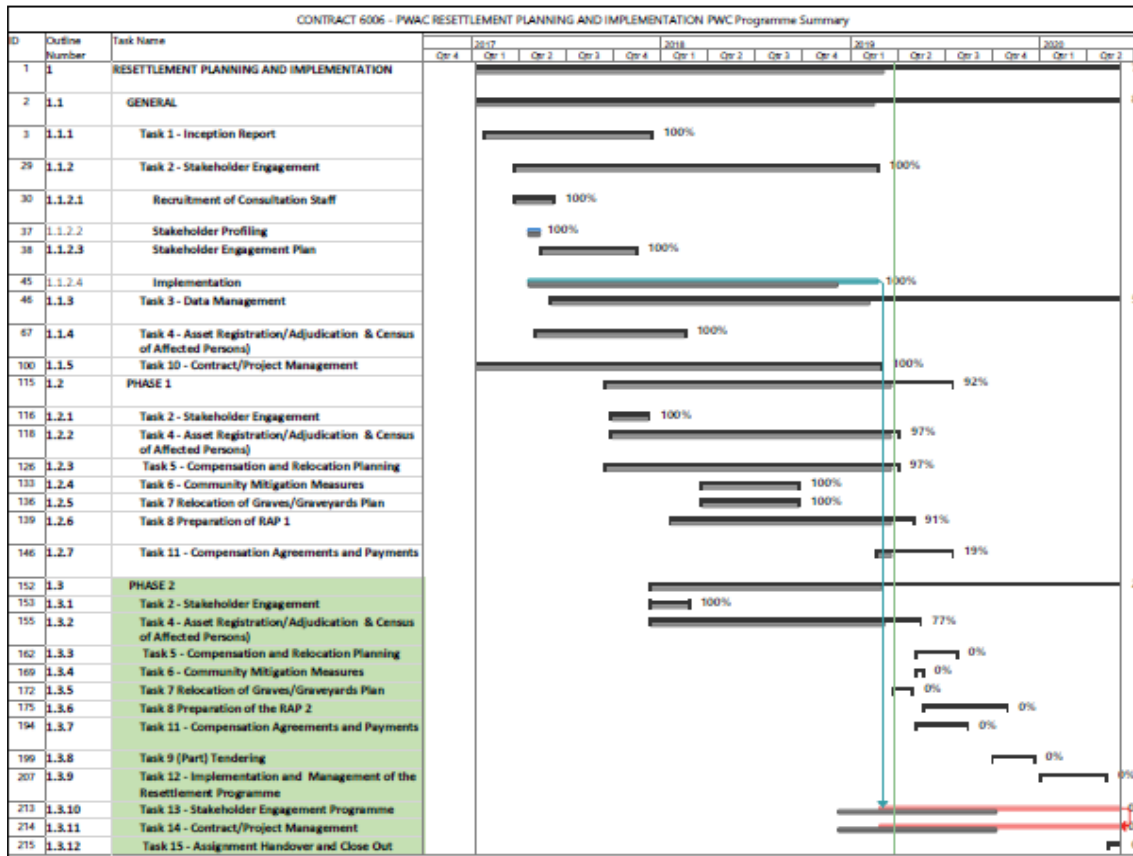 CONTRACT 6006 - PWAC RESETTLEMENT PLANNING AND IMPLEMENTATION PWC Programme Summary
ID Outline Number Task Name 2017 2018 2019 2020
Qtr 4 Qtr 1 Qtr 2 Qtr 3 Qtr 4 Qtr 1 Qtr 2 Qtr 3 Qtr 4 Qtr 1 Qtr 2 Qtr 3 Qtr 4 Qtr 1 Qtr 2
1 1 RESETTLEMENT PLANNING AND IMPLEMENTATION
2 1.1 GENERAL
3 1.1.1 Task 1 - Inception Report 100%
29 1.1.2 Task 2 - Stakeholder Engagement 100%
30 1.1.2.1 Recruitment of Consultation Staff 100%
37 1.1.2.2 Stakeholder Profiling 100%
38 1.1.2.3 Stakeholder Engagement Plan 100%
45 1.1.2.4 Implementation 100%
46 1.1.3 Task 3 - Data Management
67 1.1.4 Task 4 - Asset Registration/Adjudication & Census 100%
of Affected Persons)
100 1.1.5 Task 10 - Contract/Project Management 100%
115 1.2 PHASE 1 92%
116 1.2.1 Task 2 - Stakeholder Engagement 100%
118 1.2.2 Task 4 - Asset Registration/Adjudication & Census 97%
of Affected Persons)
126 1.2.3 Task 5 - Compensation and Relocation Planning 97%
133 1.2.4 Task 6 - Community Mitigation Measures 100%
136 1.2.5 Task 7 Relocation of Graves/Graveyards Plan 100%
139 1.2.6 Task 8 Preparation of RAP 1 91%
146 1.2.7 Task 11 - Compensation Agreements and Payments 19%
152 1.3 PHASE 2
153 1.3.1 Task 2 - Stakeholder Engagement 100%
155 1.3.2 Task 4 - Asset Registration/Adjudication & Census 77%
of Affected Persons)
162 1.3.3 Task 5 - Compensation and Relocation Planning 0%
169 1.3.4 Task 6 - Community Mitigation Measures 0%
172 1.3.5 Task 7 Relocation of Graves/Graveyards Plan 0%
175 1.3.6 Task 8 Preparation of the RAP 2 0%
194 1.3.7 Task 11 - Compensation Agreements and Payments 0%
199 1.3.8 Task 9 (Part) Tendering 0%
207 1.3.9 Task 12 - Implementation and Management of the 0%
Resettlement Programme
213 1.3.10 Task 13 - Stakeholder Engagement Programme
214 1.3.11 Task 14 - Contract/Project Management
215 1.3.12 Task 15 - Assignment Handover and Close Out